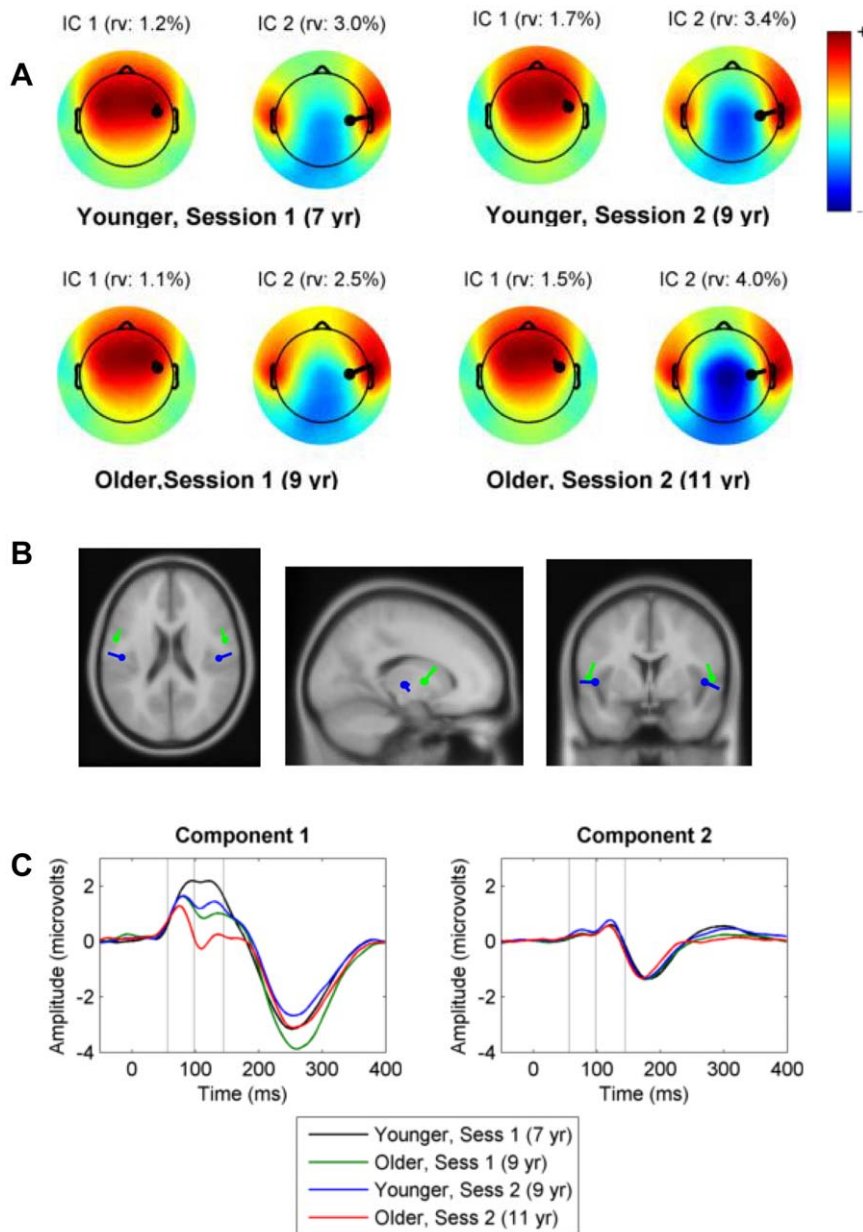 A
IC 1 (rv: 1.2%) IC 2 (rv: 3.0%) IC 1 (rv: 1.7%) IC 2 (rv: 3.4%)
+
-
Younger, Session 1 (7 yr) Younger, Session 2 (9 yr)
IC 1 (rv: 1.1%) IC 2 (rv: 2.5%) IC 1 (rv: 1.5%) IC 2 (rv: 4.0%)
Older,Session 1 (9 yr) Older, Session 2 (11 yr)
B
C
Component 1
Amplitude (microvolts)
2
0
-2
-4
0 100 200 300 400
Time (ms)
Component 2
Amplitude (microvolts)
2
0
-2
-4
0 100 200 300 400
Time (ms)
Younger, Sess 1 (7 yr)
Older, Sess 1 (9 yr)
Younger, Sess 2 (9 yr)
Older, Sess 2 (11 yr)